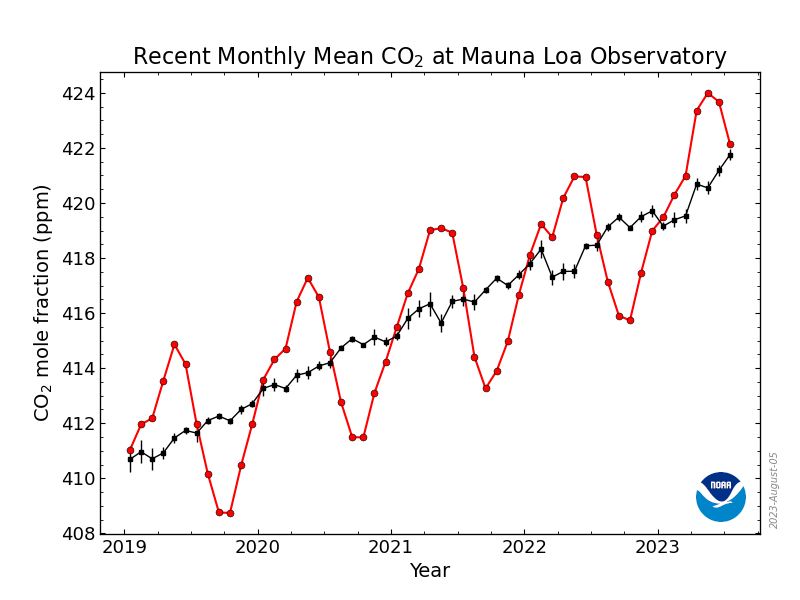 Recent Monthly Mean CO₂ at Mauna Loa Observatory
424
422
420
418
416
414
412
410
408
CO₂ mole fraction (ppm)
2019 2020 2021 2022 2023
Year
NOAA
2023-August-05